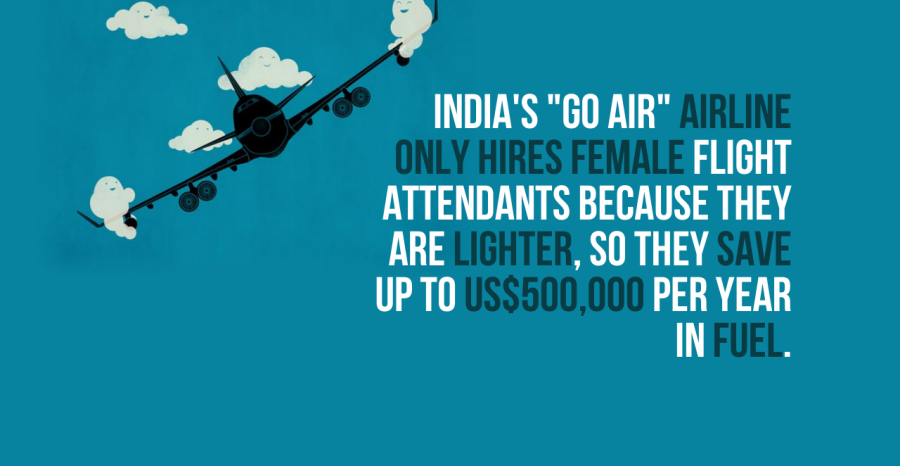 INDIA'S "GO AIR" AIRLINE
ONLY HIRES FEMALE FLIGHT
ATTENDANTS BECAUSE THEY
ARE LIGHTER, SO THEY SAVE
UP TO US$500,000 PER YEAR
IN FUEL.